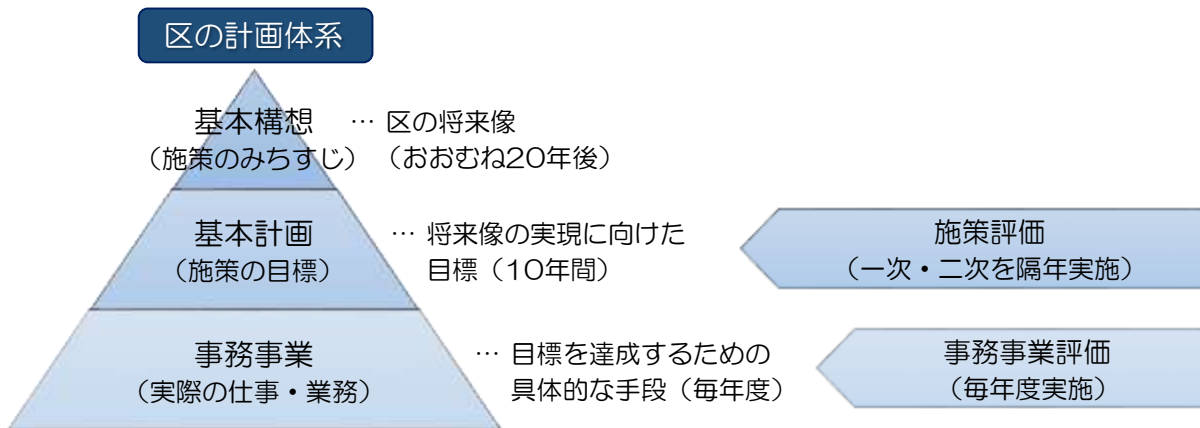 区の計画体系
基本構想 … 区の将来像
（施策のみちすじ）（おおむね20年後）
基本計画 … 将来像の実現に向けた
（施策の目標） 目標（10年間）
施策評価
（一次・二次を隔年実施）
事務事業 … 目標を達成するための
（実際の仕事・業務） 具体的な手段（毎年度）
事務事業評価
（毎年度実施）